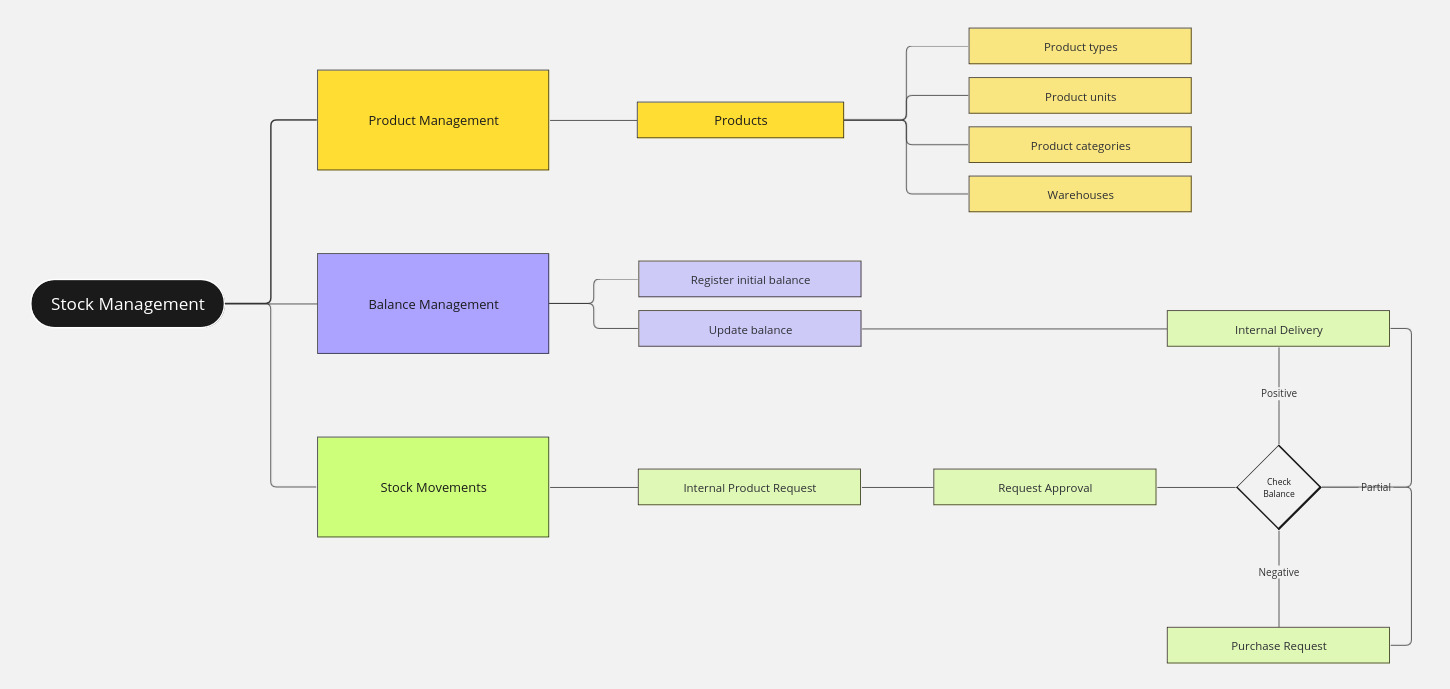 Product types
Product units
Product Management
Products
Product categories
Warehouses
Register initial balance
Stock Management
Balance Management
Update balance
Internal Delivery
Positive
Stock Movements
Internal Product Request
Request Approval
Check
Balance
Partial
Negative
Purchase Request